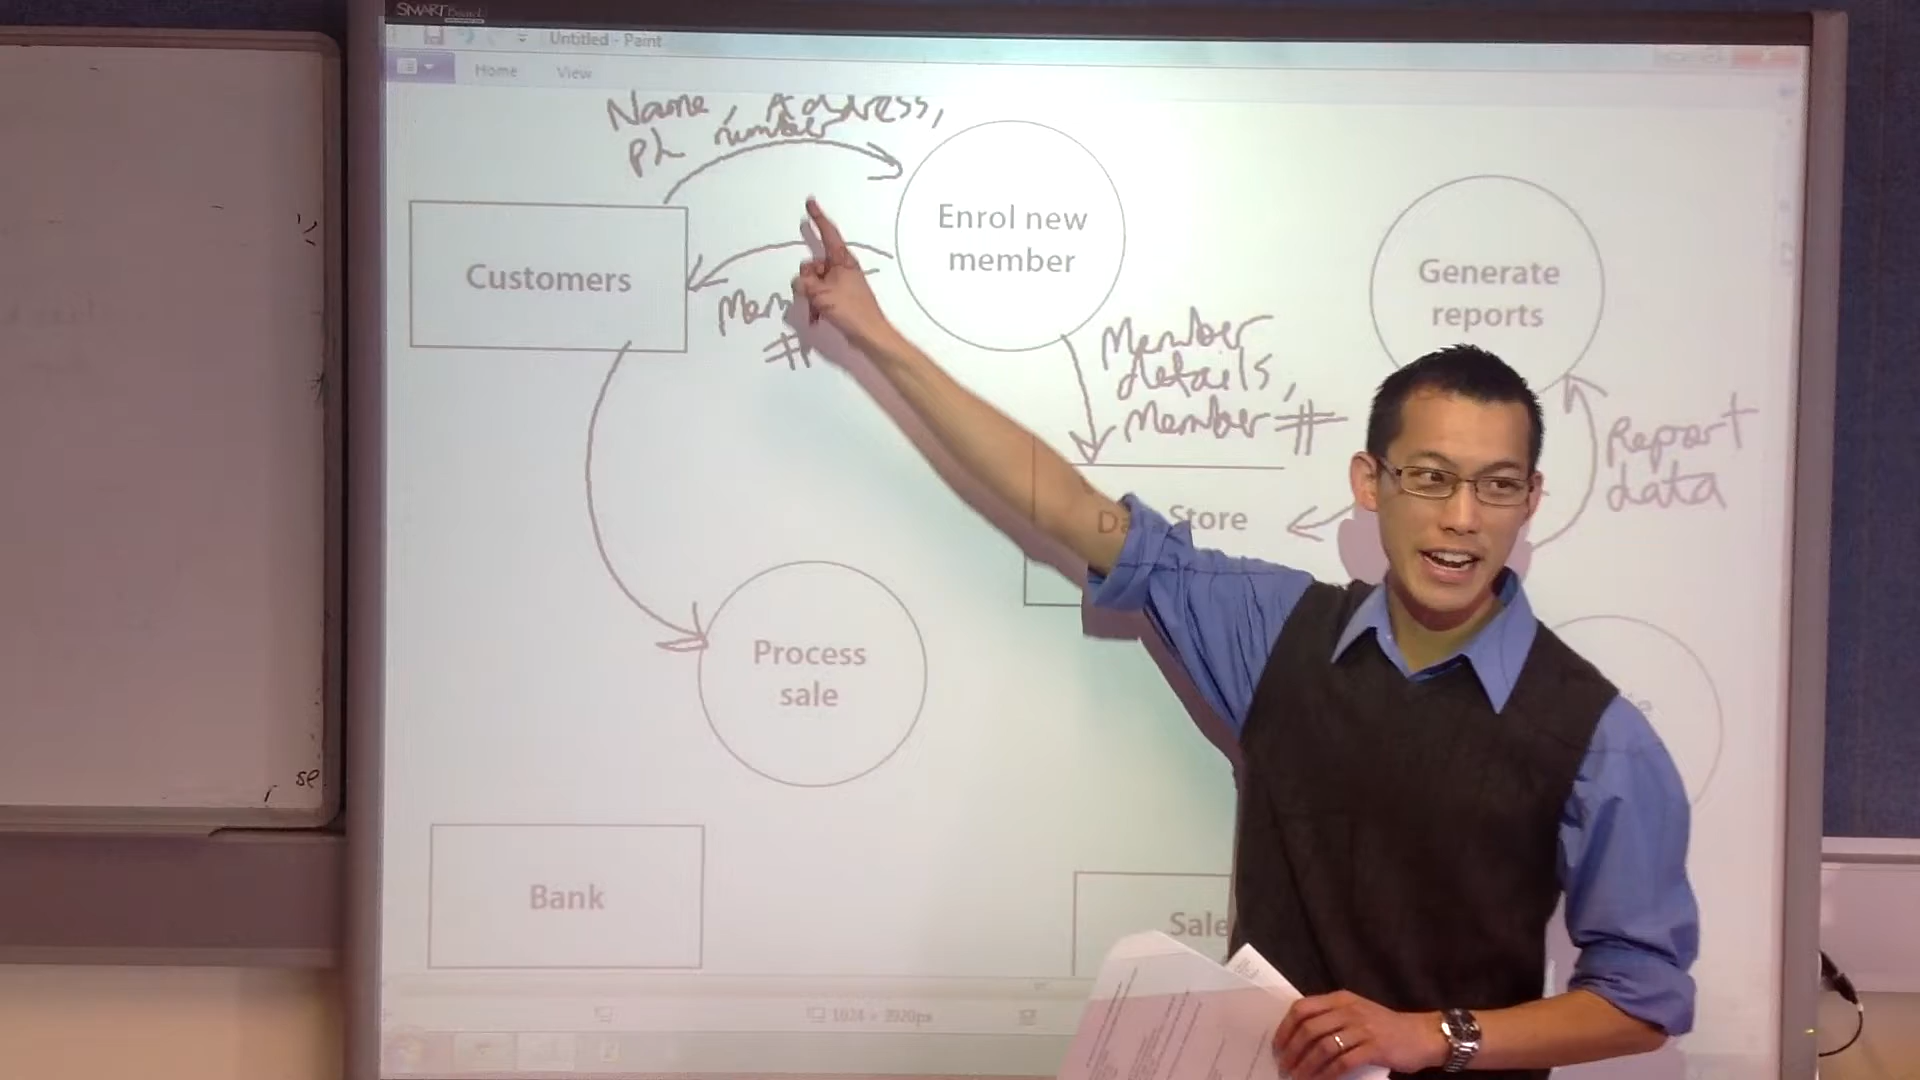 SMART Board
Untitled - Paint
Home View
Name, Address,
ph number
Customers
Enrol new
member
Generate
reports
#
Member
details,
Member #
Report
data
Store
Process
sale
Bank
Sale
se